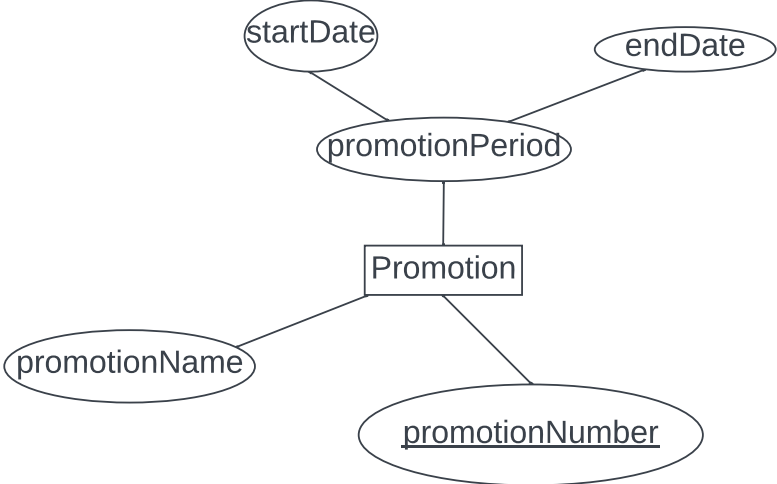 startDate
endDate
promotionPeriod
Promotion
promotionName
promotionNumber